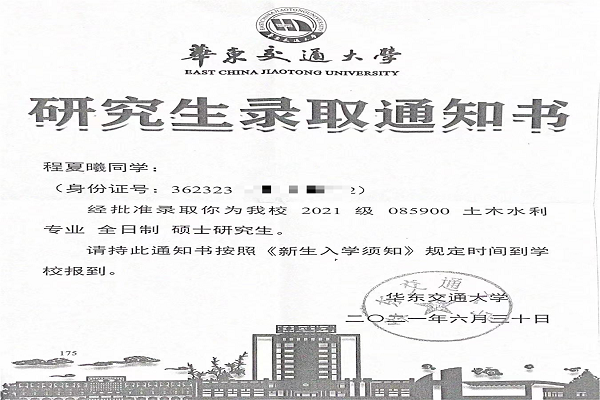 華東交通大學
EAST CHINA JIAOTONG UNIVERSITY
研究生录取通知书
程夏曦同学：
（身份证号：362323 2）
经批准录取你为我校 2021 级 085900 土木水利
专业 全日制 硕士研究生。
请持此通知书按照《新生入学须知》规定时间到学
校报到。
华东交通大学
二〇二一年六月三十日
175